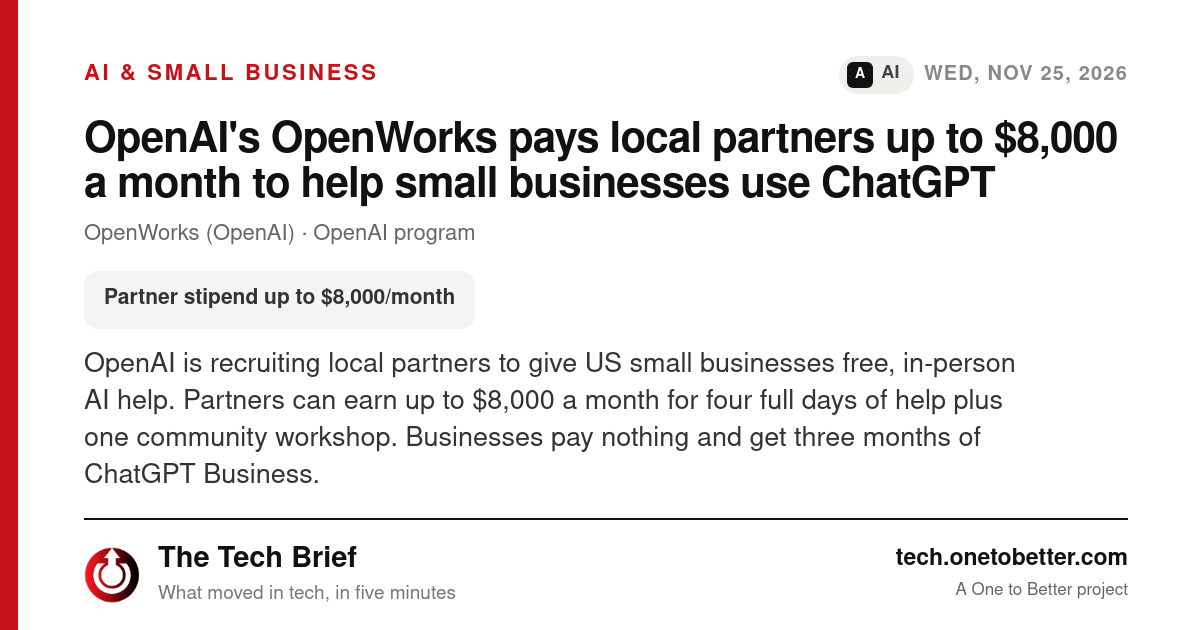 AI & SMALL BUSINESS
A AI WED, NOV 25, 2026
OpenAI's OpenWorks pays local partners up to $8,000
a month to help small businesses use ChatGPT
OpenWorks (OpenAI) · OpenAI program
Partner stipend up to $8,000/month
OpenAI is recruiting local partners to give US small businesses free, in-person
AI help. Partners can earn up to $8,000 a month for four full days of help plus
one community workshop. Businesses pay nothing and get three months of
ChatGPT Business.
The Tech Brief
What moved in tech, in five minutes
tech.onetobetter.com
A One to Better project